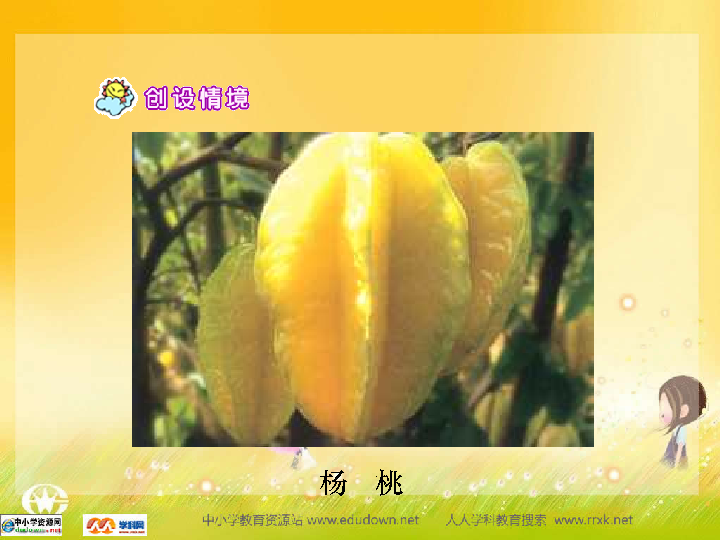 创设情境
杨 桃
中小学资源网
学科网
中小学教育资源站 www.edudown.net 人人学科教育搜索 www.rrxk.net